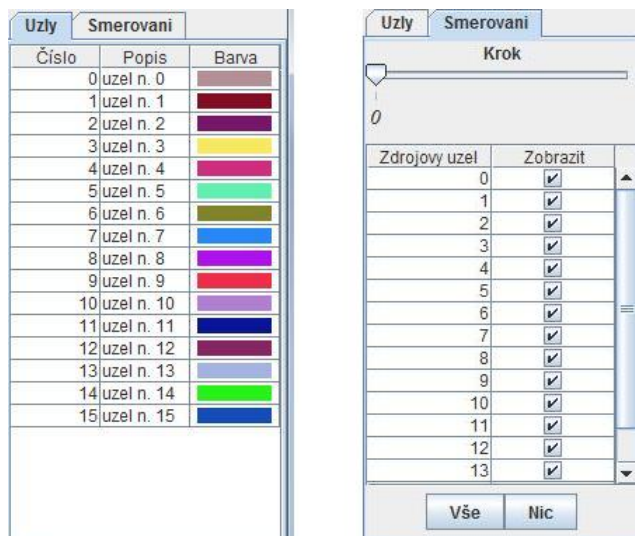 Uzly Smerovani
Číslo Popis Barva
0 uzel n. 0
1 uzel n. 1
2 uzel n. 2
3 uzel n. 3
4 uzel n. 4
5 uzel n. 5
6 uzel n. 6
7 uzel n. 7
8 uzel n. 8
9 uzel n. 9
10 uzel n. 10
11 uzel n. 11
12 uzel n. 12
13 uzel n. 13
14 uzel n. 14
15 uzel n. 15
Uzly Smerovani
Krok
0
Zdrojovy uzel Zobrazit
0
1
2
3
4
5
6
7
8
9
10
11
12
13
Vše Nic